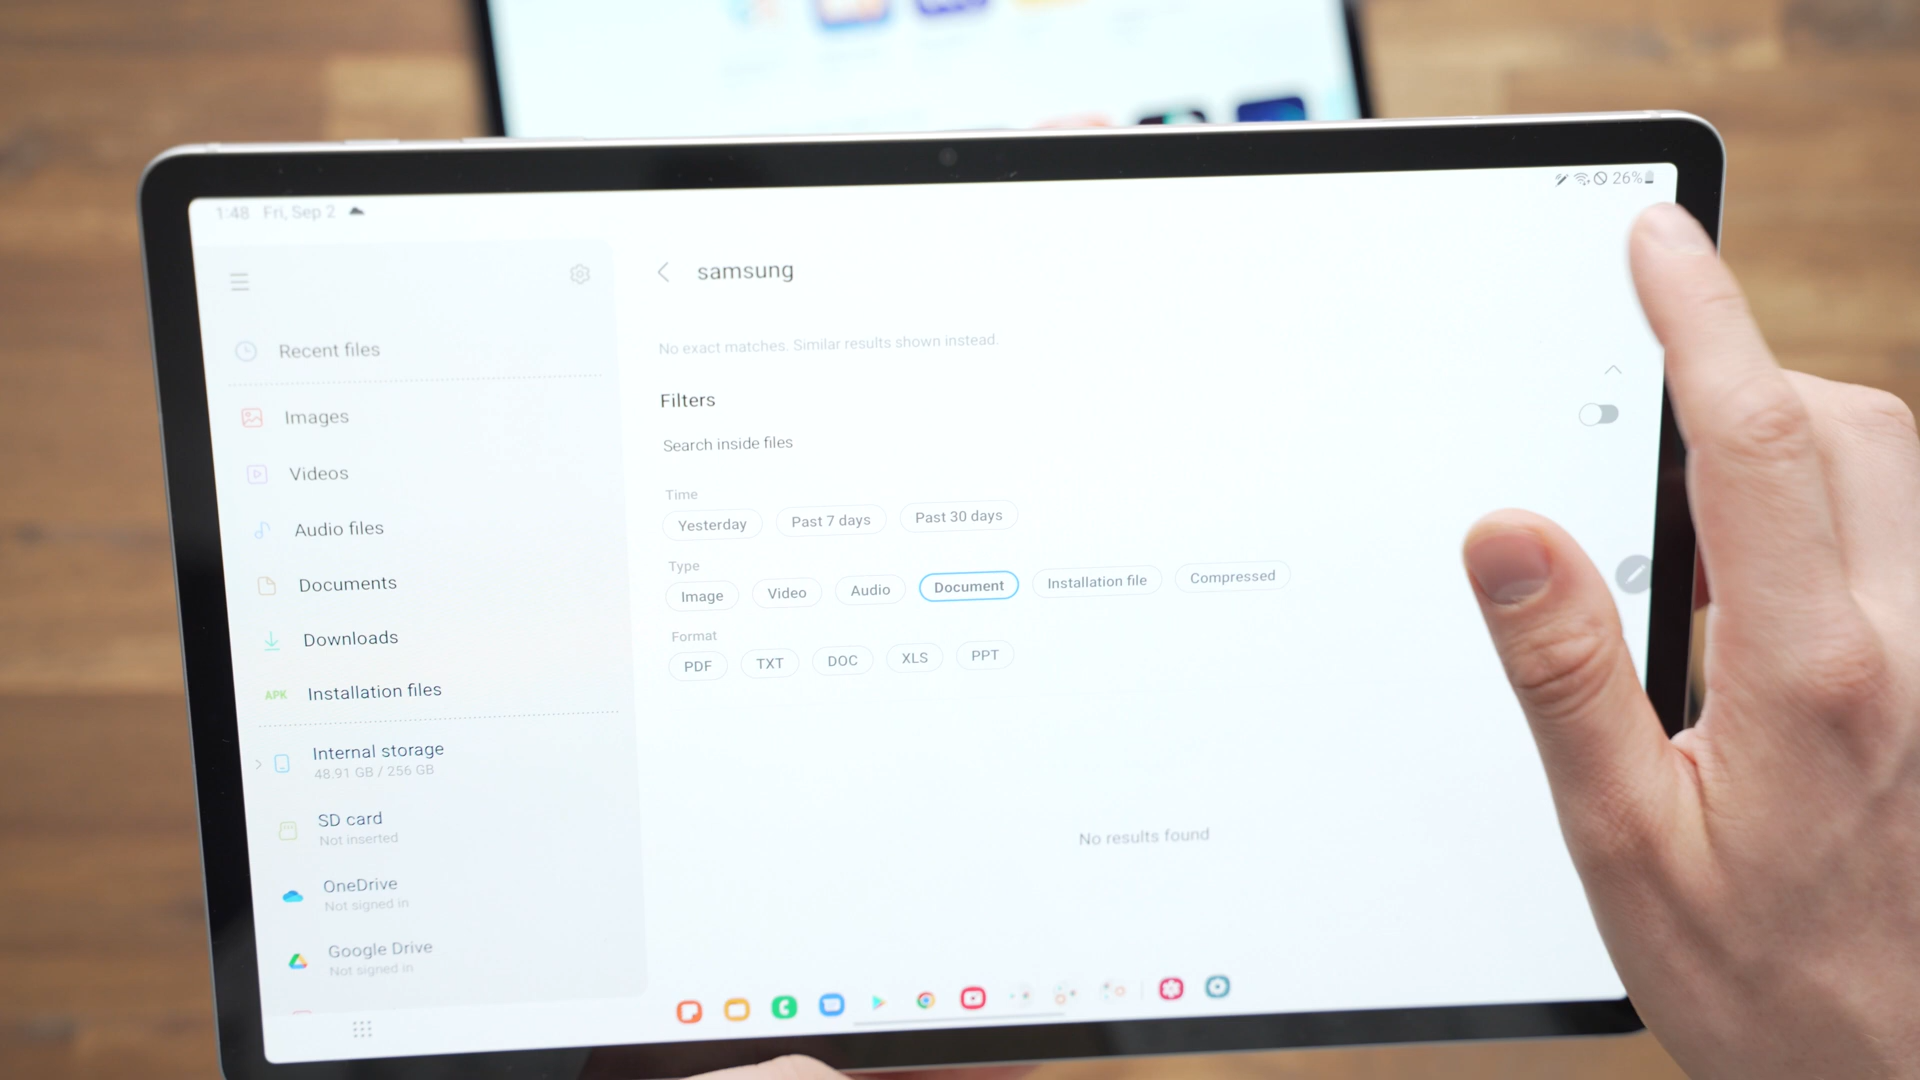 1:48 Fri, Sep 2
26%
samsung
No exact matches. Similar results shown instead.
Filters
Search inside files
Time
Yesterday
Past 7 days
Past 30 days
Type
Image
Video
Audio
Document
Installation file
Compressed
Format
PDF
TXT
DOC
XLS
PPT
No results found
Recent files
Images
Videos
Audio files
Documents
Downloads
APK
Installation files
Internal storage
48.91 GB / 256 GB
SD card
Not inserted
OneDrive
Not signed in
Google Drive
Not signed in